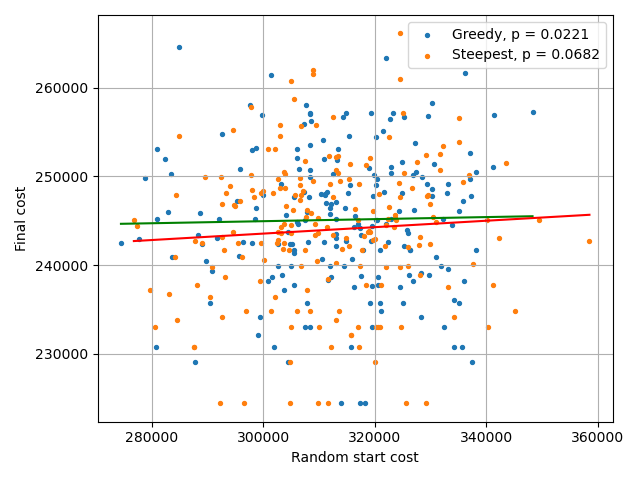 Greedy, p = 0.0221
Steepest, p = 0.0682
260000
250000
240000
230000
Final cost
280000 300000 320000 340000 360000
Random start cost